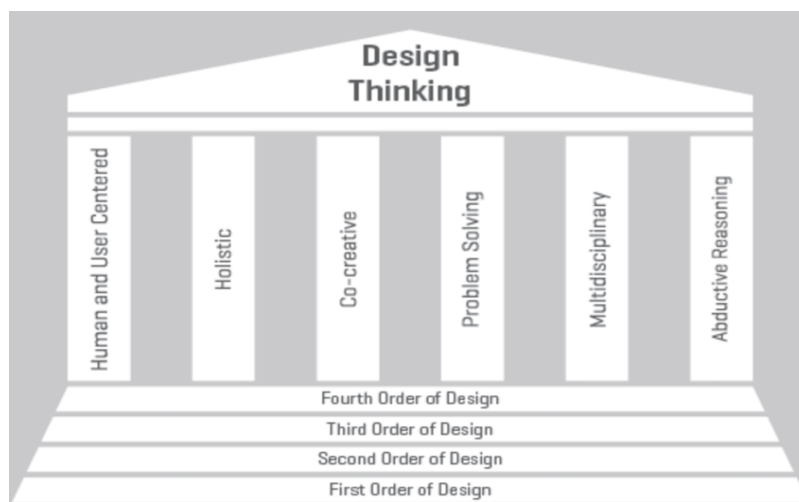 Design
Thinking
Human and User Centered
Holistic
Co-creative
Problem Solving
Multidisciplinary
Abductive Reasoning
Fourth Order of Design
Third Order of Design
Second Order of Design
First Order of Design